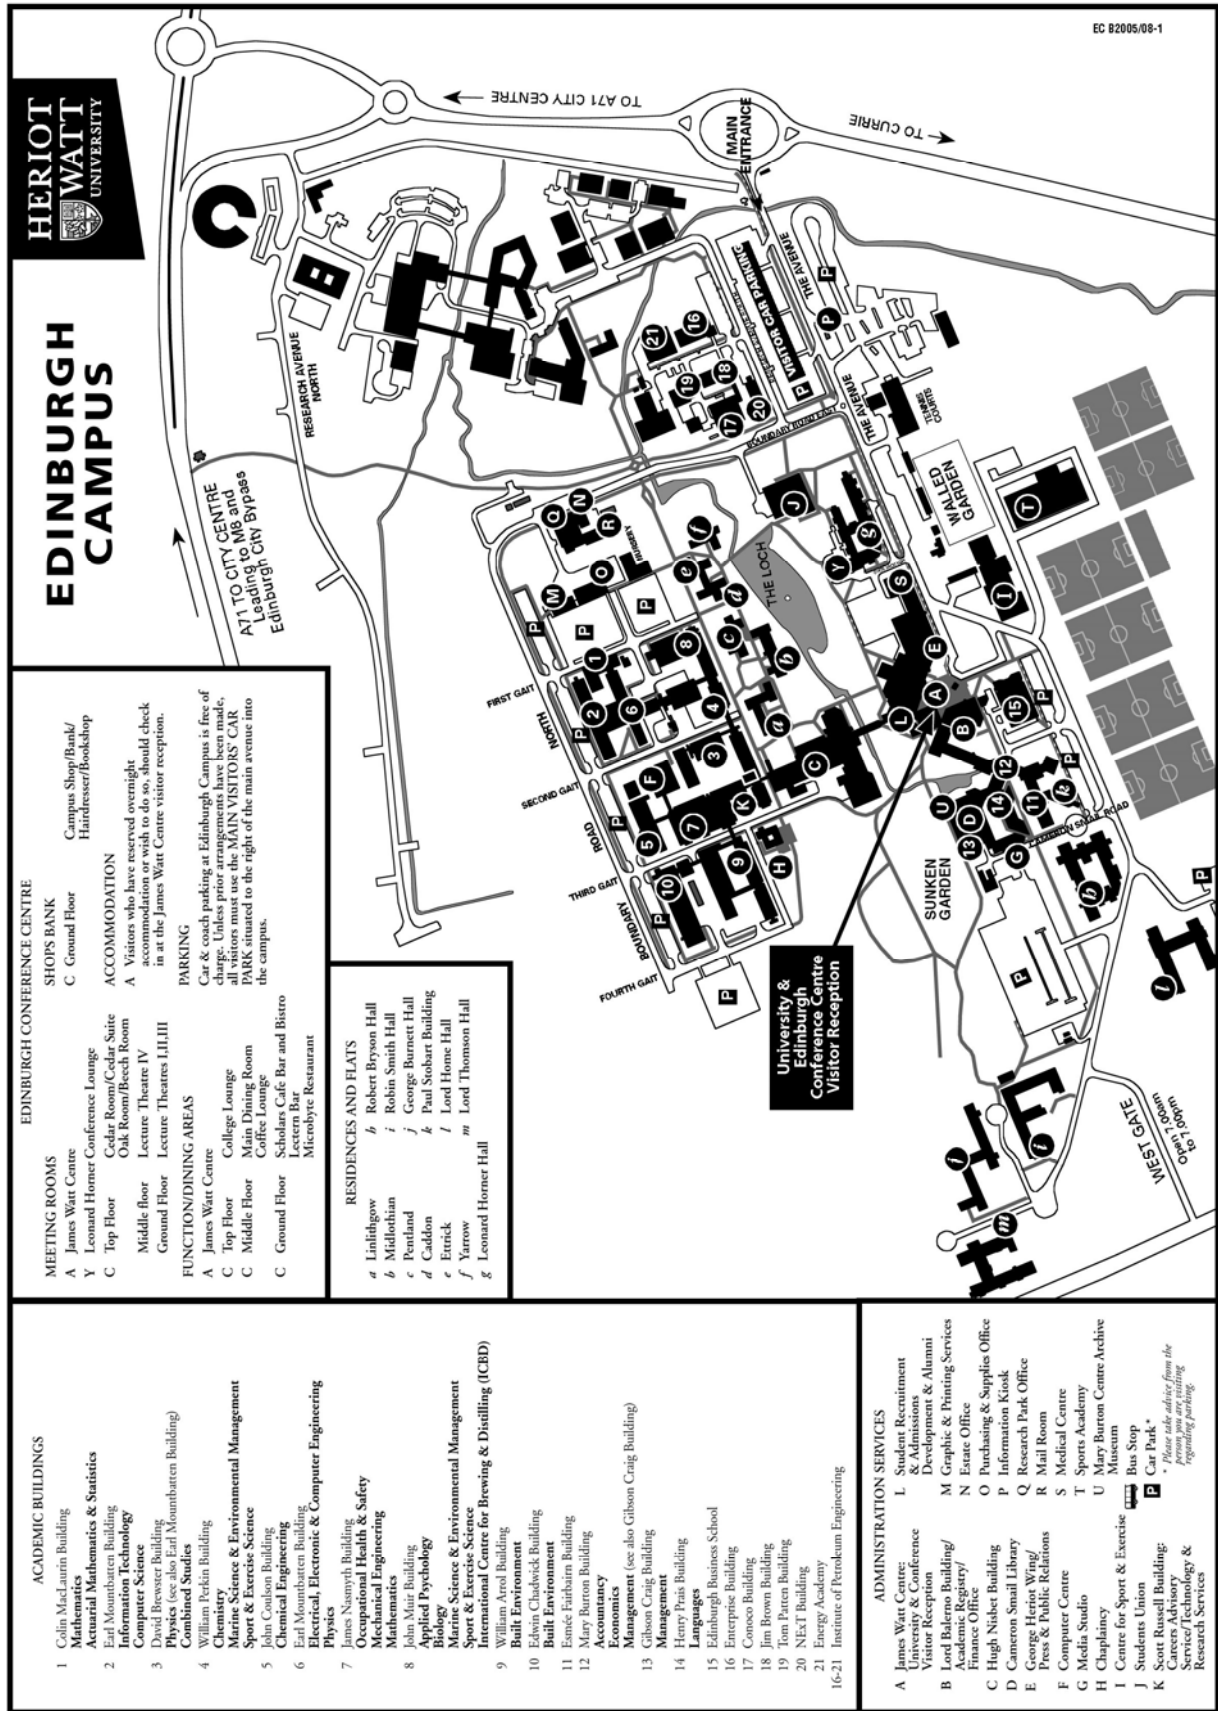 EC B2005/08-1
HERIOT
WATT
UNIVERSITY
EDINBURGH
CAMPUS
ACADEMIC BUILDINGS
1 Colin MacLaurin Building
Mathematics
Actuarial Mathematics & Statistics
2 Earl Mountbatten Building
Information Technology
Computer Science
3 David Brewster Building
Physics (see also Earl Mountbatten Building)
Combined Studies
4 William Perkin Building
Chemistry
Marine Science & Environmental Management
Sport & Exercise Science
5 John Coulson Building
Chemical Engineering
6 Earl Mountbatten Building
Electrical, Electronic & Computer Engineering
Physics
7 James Nasmyth Building
Occupational Health & Safety
Mechanical Engineering
Mathematics
8 John Muir Building
Applied Psychology
Biology
Marine Science & Environmental Management
Sport & Exercise Science
International Centre for Brewing & Distilling (ICBD)
9 William Arrol Building
Built Environment
10 Edwin Chadwick Building
Built Environment
11 Esnée Fairbairn Building
12 Mary Burton Building
Accountancy
Economics
Management (see also Gibson Craig Building)
13 Gibson Craig Building
Management
14 Henry Prais Building
Languages
15 Edinburgh Business School
16 Enterprise Building
17 Conoco Building
18 Jim Brown Buiding
19 Tom Patten Building
20 NExT Building
21 Energy Academy
16-21 Institute of Petroleum Engineering
EDINBURGH CONFERENCE CENTRE
MEETING ROOMS
A James Watt Centre
Y Leonard Horner Conference Lounge
C Top Floor Cedar Room/Cedar Suite
Oak Room/Beech Room
Middle floor Lecture Theatre IV
Ground Floor Lecture Theatres I,II,III
FUNCTION/DINING AREAS
A James Watt Centre
C Top Floor College Lounge
C Middle Floor Main Dining Room
Coffee Lounge
C Ground Floor Scholars Cafe Bar and Bistro
Lectern Bar
Microbyte Restaurant
SHOPS BANK
C Ground Floor Campus Shop/Bank/
Hairdresser/Bookshop
ACCOMMODATION
A Visitors who have reserved overnight
accommodation or wish to do so, should check
in at the James Watt Centre visitor reception.
PARKING
Car & coach parking at Edinburgh Campus is free of
charge. Unless prior arrangements have been made,
all visitors must use the MAIN VISITORS' CAR
PARK situated to the right of the main avenue into
the campus.
RESIDENCES AND FLATS
a Linlithgow
b Midlothian
c Pentland
d Caddon
e Ettrick
f Yarrow
g Leonard Horner Hall
h Robert Bryson Hall
i Robin Smith Hall
j George Burnett Hall
k Paul Stobart Building
l Lord Home Hall
m Lord Thomson Hall
ADMINISTRATION SERVICES
A James Watt Centre:
University & Conference
Visitor Reception
B Lord Balerno Building/
Academic Registry/
Finance Office
C Hugh Nisbet Building
D Cameron Smail Library
E George Heriot Wing/
Press & Public Relations
F Computer Centre
G Media Studio
H Chaplaincy
I Centre for Sport & Exercise
J Students Union
K Scott Russell Building:
Careers Advisory
Service/Technology &
Research Services
L Student Recruitment
& Admissions
Development & Alumni
M Graphic & Printing Services
N Estate Office
O Purchasing & Supplies Office
P Information Kiosk
Q Research Park Office
R Mail Room
S Medical Centre
T Sports Academy
U Mary Burton Centre Archive
Museum
Bus Stop
P Car Park*
* Please take advice from the
person you are visiting
regarding parking.
A71 TO CITY CENTRE
Leading to M8 and
Edinburgh City Bypass
RESEARCH AVENUE
NORTH
TO A71 CITY CENTRE
MAIN
ENTRANCE
TO CURRIE
P VISITOR CAR PARKING
THE AVENUE
THE AVENUE
BOUNDARY ROAD EAST
TENNIS
COURTS
WALLED
GARDEN
THE LOCH
NURSERY
FIRST GAIT
SECOND GAIT
THIRD GAIT
FOURTH GAIT
BOUNDARY
ROAD
NORTH
SUNKEN
GARDEN
CAMERON SMAIL ROAD
University &
Edinburgh
Conference Centre
Visitor Reception
WEST GATE
Open 7.00am
to 7.00pm